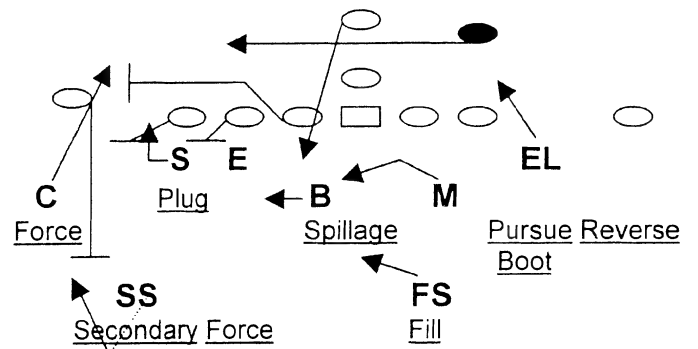 S E EL
C B M
Plug
Force Spillage Pursue Reverse
Boot
SS FS
Secondary Force Fill